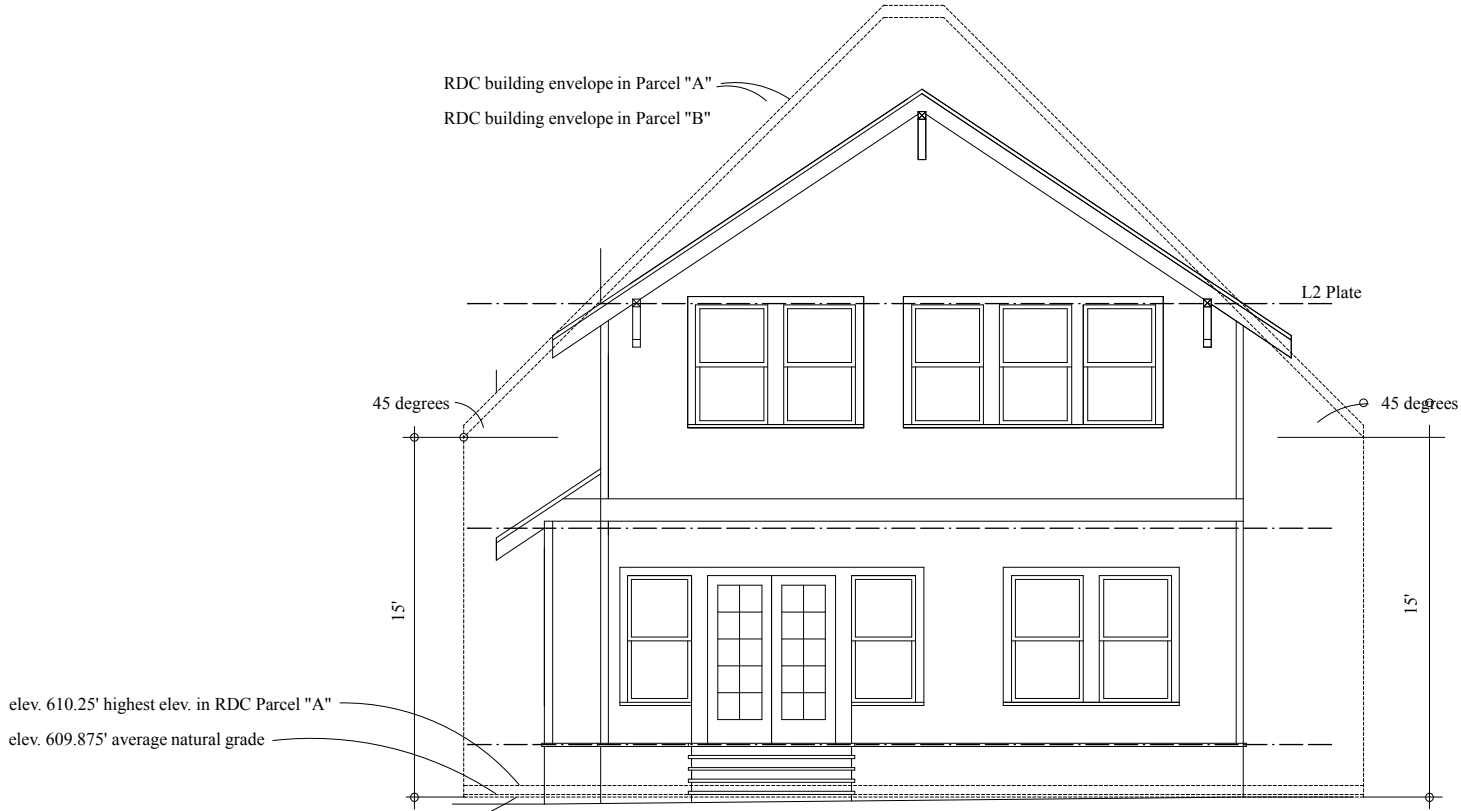 RDC building envelope in Parcel "A"
RDC building envelope in Parcel "B"
L2 Plate
45 degrees
45 degrees
15'
15'
elev. 610.25' highest elev. in RDC Parcel "A"
elev. 609.875' average natural grade